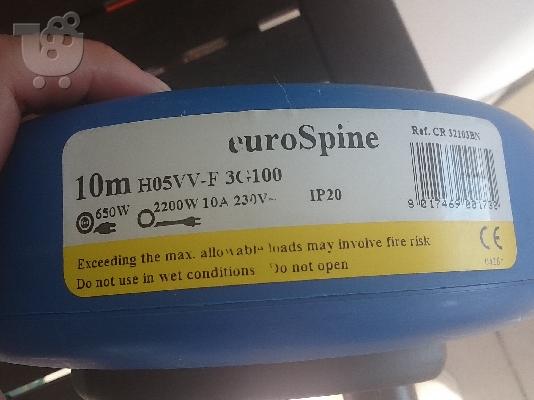 euroSpine
Ref. CR 32103BN
10m H05VV-F 3G100
650W 2200W 10A 230V~ IP20
Exceeding the max. allowable loads may involve fire risk
Do not use in wet conditions Do not open
CE